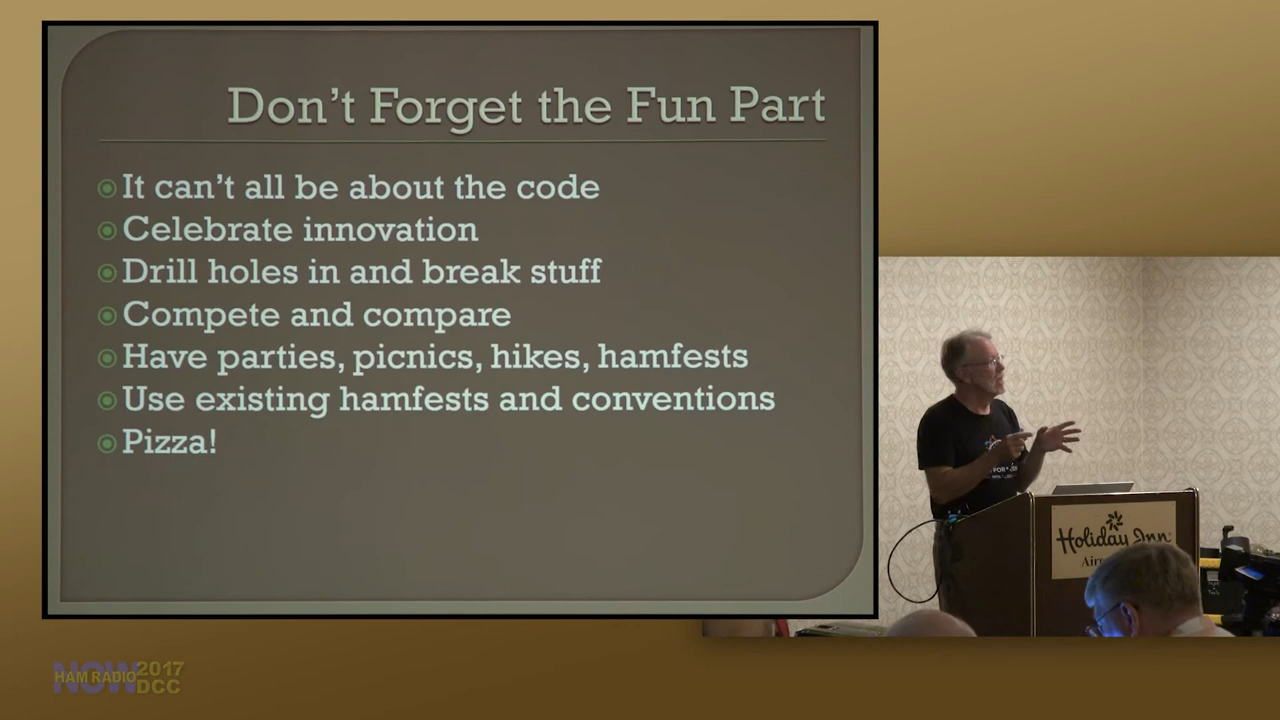 Don't Forget the Fun Part
It can't all be about the code
Celebrate innovation
Drill holes in and break stuff
Compete and compare
Have parties, picnics, hikes, hamfests
Use existing hamfests and conventions
Pizza!
Holiday Inn
HAM RADIO
NOW
2017
DCC